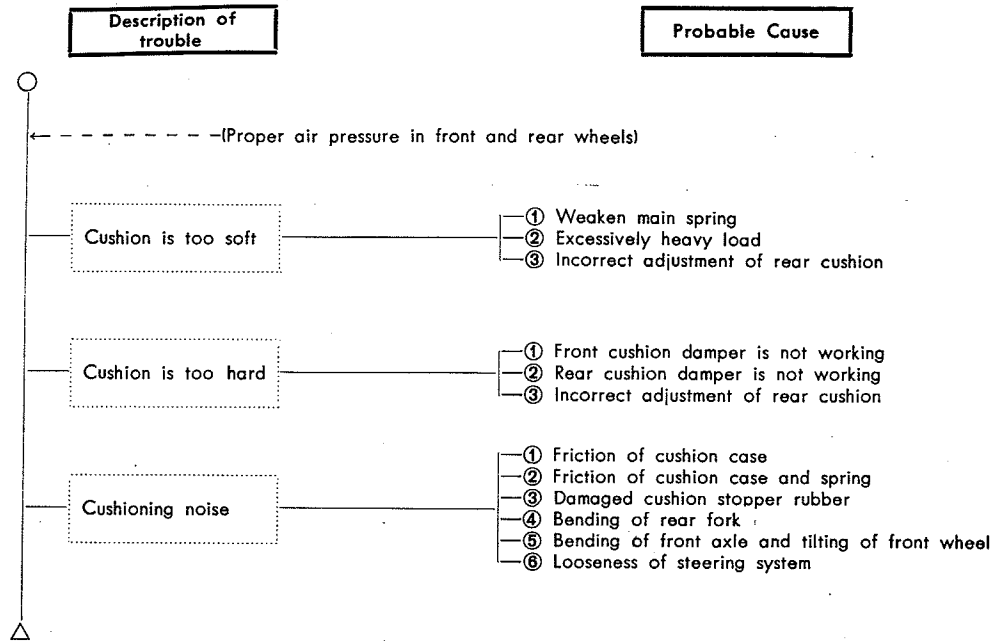 Description of
trouble
Probable Cause
(Proper air pressure in front and rear wheels)
Cushion is too soft
① Weaken main spring
② Excessively heavy load
③ Incorrect adjustment of rear cushion
Cushion is too hard
① Front cushion damper is not working
② Rear cushion damper is not working
③ Incorrect adjustment of rear cushion
Cushioning noise
① Friction of cushion case
② Friction of cushion case and spring
③ Damaged cushion stopper rubber
④ Bending of rear fork
⑤ Bending of front axle and tilting of front wheel
⑥ Looseness of steering system